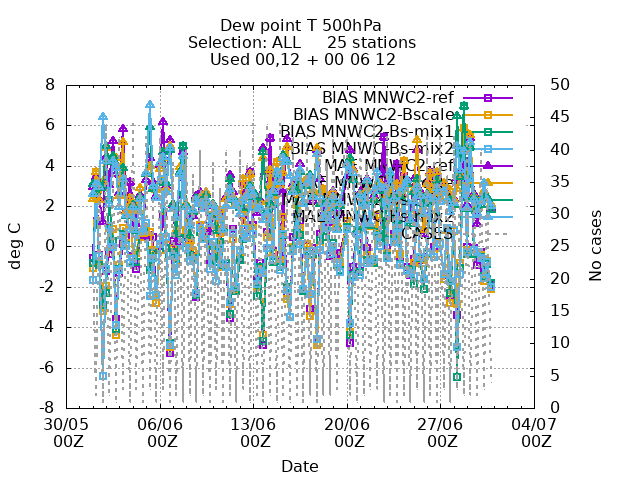 Dew point T 500hPa
Selection: ALL 25 stations
Used 00,12 + 00 06 12
8
6
4
2
0
-2
-4
-6
-8
deg C
50
45
40
35
30
25
20
15
10
5
0
No cases
BIAS MNWC2-ref
BIAS MNWC2-Bscale
BIAS MNWC2-Bs-mix1
BIAS MNWC-Bs-mix2
MAE MNWC2-ref
CASES
30/05 06/06 13/06 20/06 27/06 04/07
00Z 00Z 00Z 00Z 00Z 00Z
Date